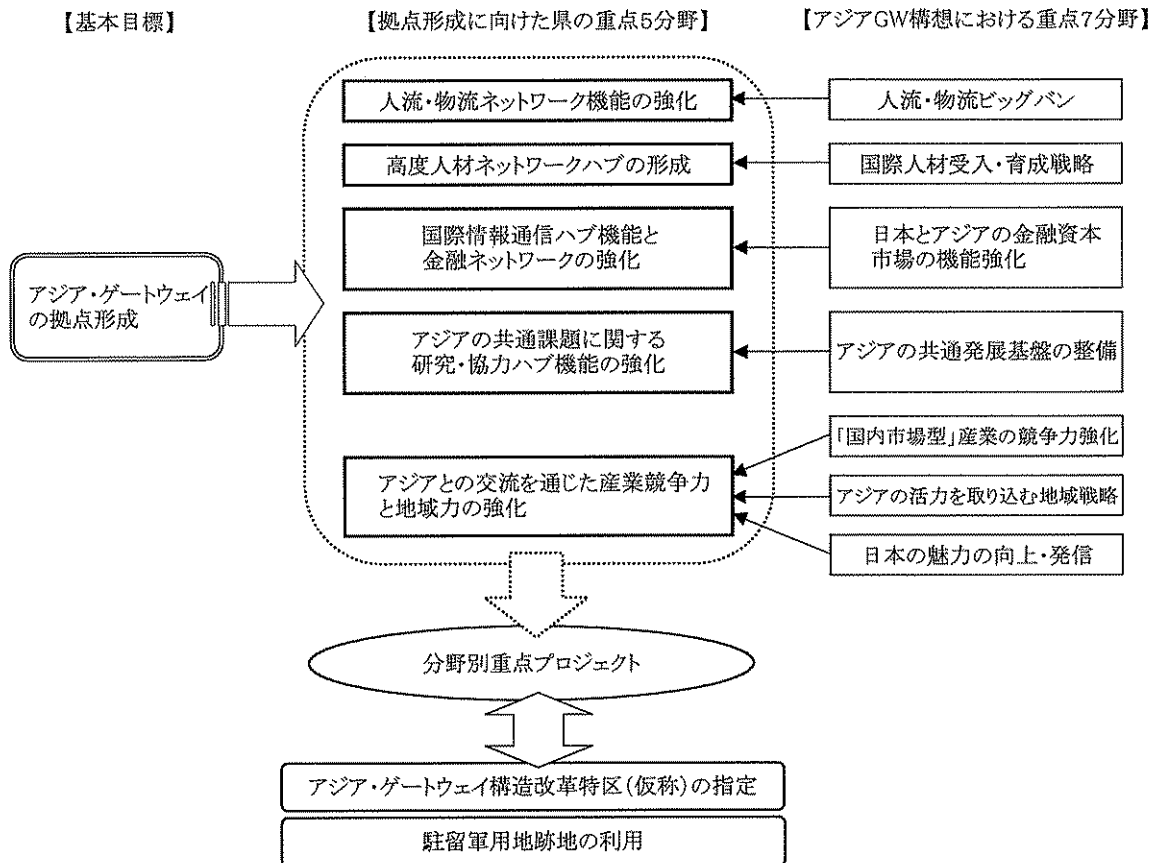 【基本目標】
【拠点形成に向けた県の重点5分野】
【アジアGW構想における重点7分野】
人流・物流ネットワーク機能の強化
人流・物流ビッグバン
高度人材ネットワークハブの形成
国際人材受入・育成戦略
国際情報通信ハブ機能と
金融ネットワークの強化
日本とアジアの金融資本
市場の機能強化
アジア・ゲートウェイ
の拠点形成
アジアの共通課題に関する
研究・協力ハブ機能の強化
アジアの共通発展基盤の整備
「国内市場型」産業の競争力強化
アジアとの交流を通じた産業競争力
と地域力の強化
アジアの活力を取り込む地域戦略
日本の魅力の向上・発信
分野別重点プロジェクト
アジア・ゲートウェイ構造改革特区(仮称)の指定
駐留軍用地跡地の利用